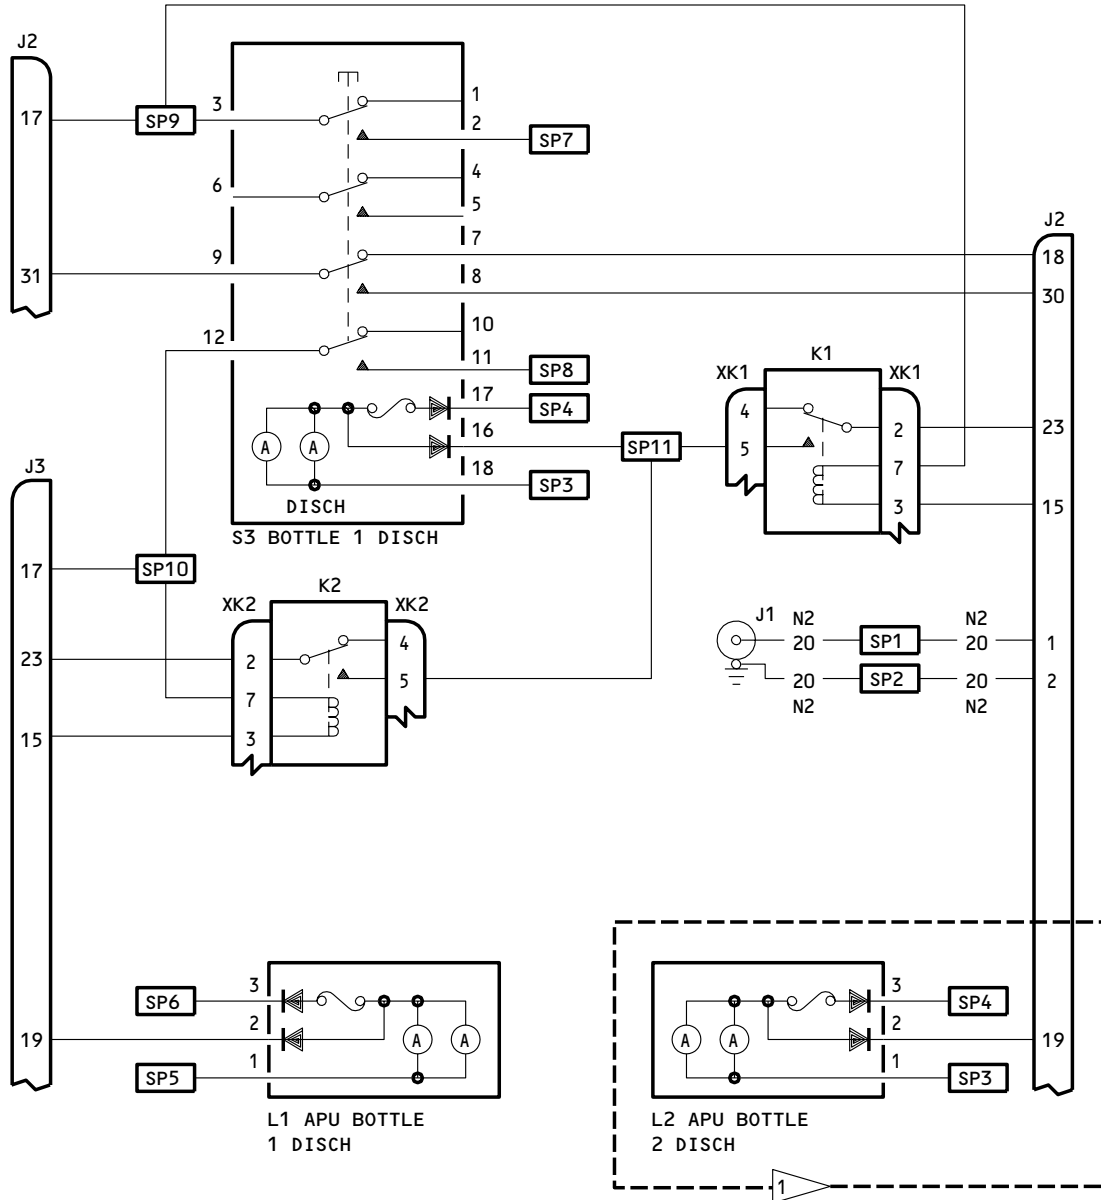 J2
17
SP9
3
1
2
SP7
6
4
5
31
9
7
8
J2
18
30
12
10
11
SP8
17
SP4
16
18
SP3
A
A
DISCH
S3 BOTTLE 1 DISCH
SP11
XK1
K1
XK1
4
5
2
7
3
23
15
J3
17
SP10
XK2
K2
XK2
23
2
4
5
7
15
3
J1
N2
20
SP1
N2
20
1
20
N2
SP2
20
N2
2
SP6
3
19
2
SP5
1
A
A
L1 APU BOTTLE
1 DISCH
A
A
3
SP4
2
19
1
SP3
L2 APU BOTTLE
2 DISCH
1